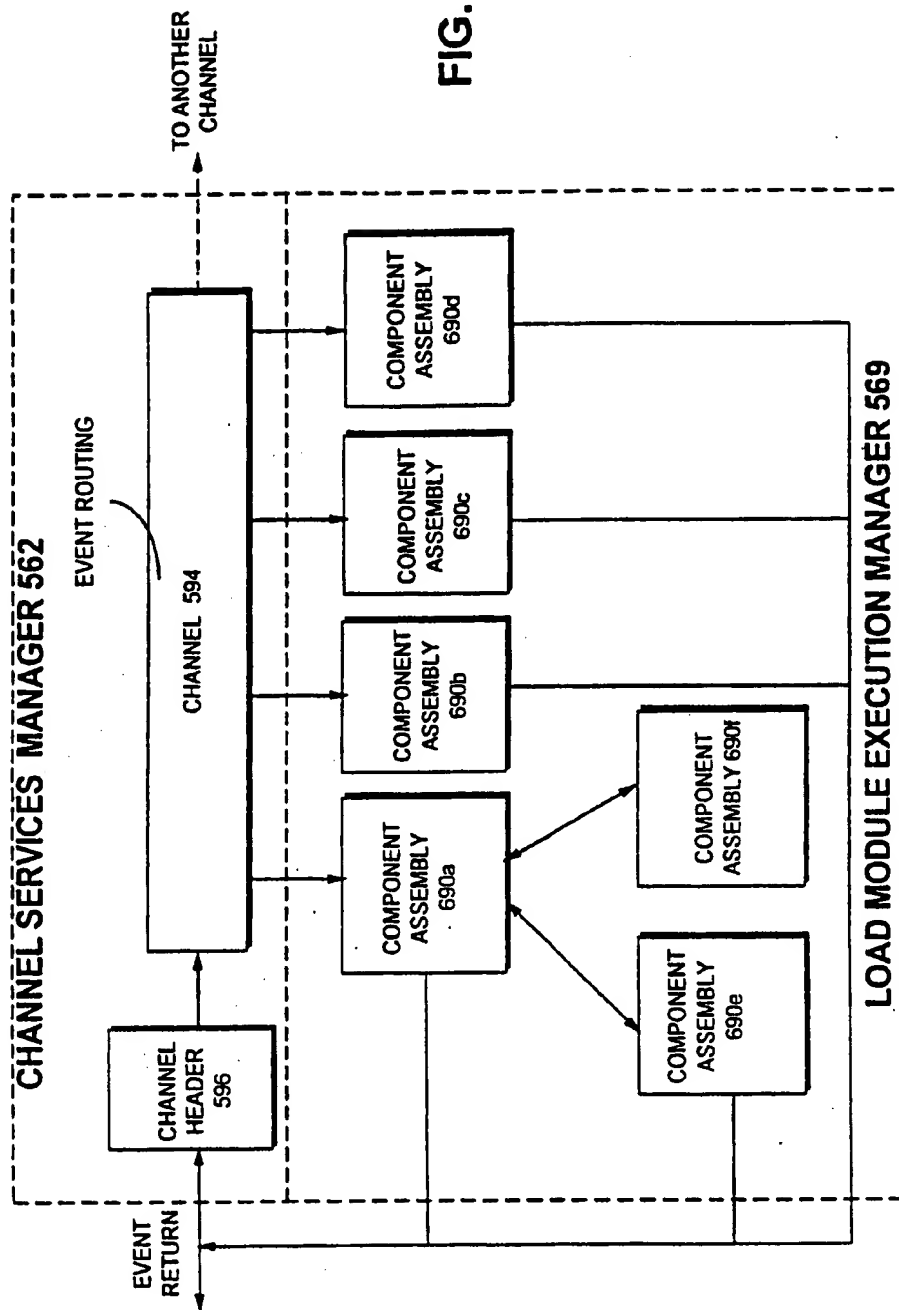 CHANNEL SERVICES MANAGER 562
EVENT ROUTING
TO ANOTHER
CHANNEL
EVENT
RETURN
CHANNEL
HEADER
596
CHANNEL 594
COMPONENT
ASSEMBLY
690a
COMPONENT
ASSEMBLY
690b
COMPONENT
ASSEMBLY
690c
COMPONENT
ASSEMBLY
690d
COMPONENT
ASSEMBLY
690e
COMPONENT
ASSEMBLY 690f
LOAD MODULE EXECUTION MANAGER 569
FIG.